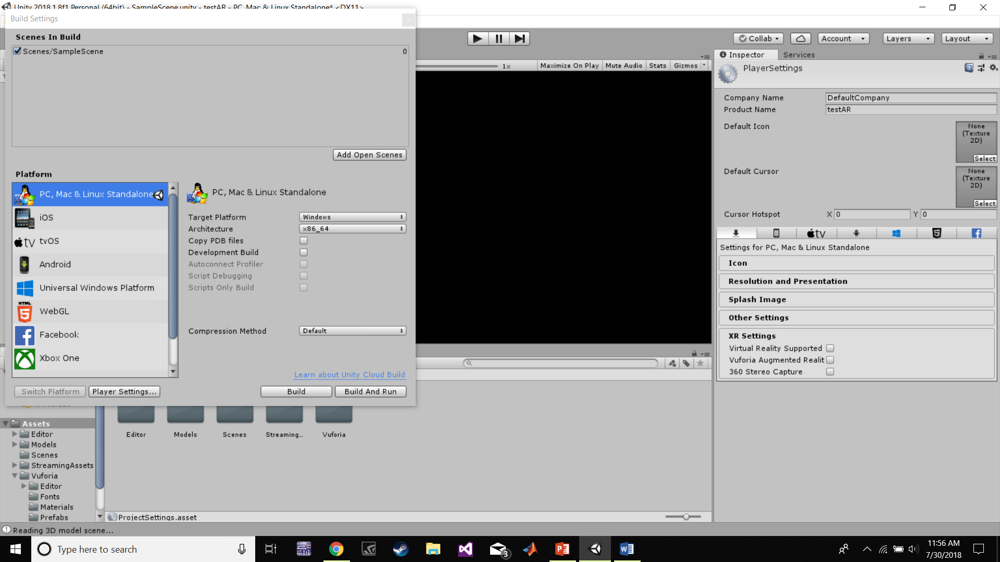 Unity 2018.1.8f1 Personal (64bit) - SampleScene.unity - testAR - PC, Mac & Linux Standalone* <DX11>
Build Settings
Scenes In Build
Scenes/SampleScene 0
Add Open Scenes
Platform
PC, Mac & Linux Standalone
iOS
tvOS
Android
Universal Windows Platform
WebGL
Facebook
Xbox One
Switch Platform
Player Settings...
PC, Mac & Linux Standalone
Target Platform Windows
Architecture x86_64
Copy PDB files
Development Build
Autoconnect Profiler
Script Debugging
Scripts Only Build
Compression Method Default
Learn about Unity Cloud Build
Build
Build And Run
Collab
Account
Layers
Layout
1x
Maximize On Play
Mute Audio
Stats
Gizmos
Inspector
Services
PlayerSettings
Company Name DefaultCompany
Product Name testAR
Default Icon
None
(Texture
2D)
Select
Default Cursor
None
(Texture
2D)
Select
Cursor Hotspot X 0 Y 0
tv
Settings for PC, Mac & Linux Standalone
Icon
Resolution and Presentation
Splash Image
Other Settings
XR Settings
Virtual Reality Supported
Vuforia Augmented Realit
360 Stereo Capture
Assets
Editor
Models
Scenes
StreamingAssets
Vuforia
Editor
Fonts
Materials
Prefabs
Editor
Models
Scenes
Streaming...
Vuforia
ProjectSettings.asset
Reading 3D model scene...
Type here to search
3
11:56 AM
7/30/2018